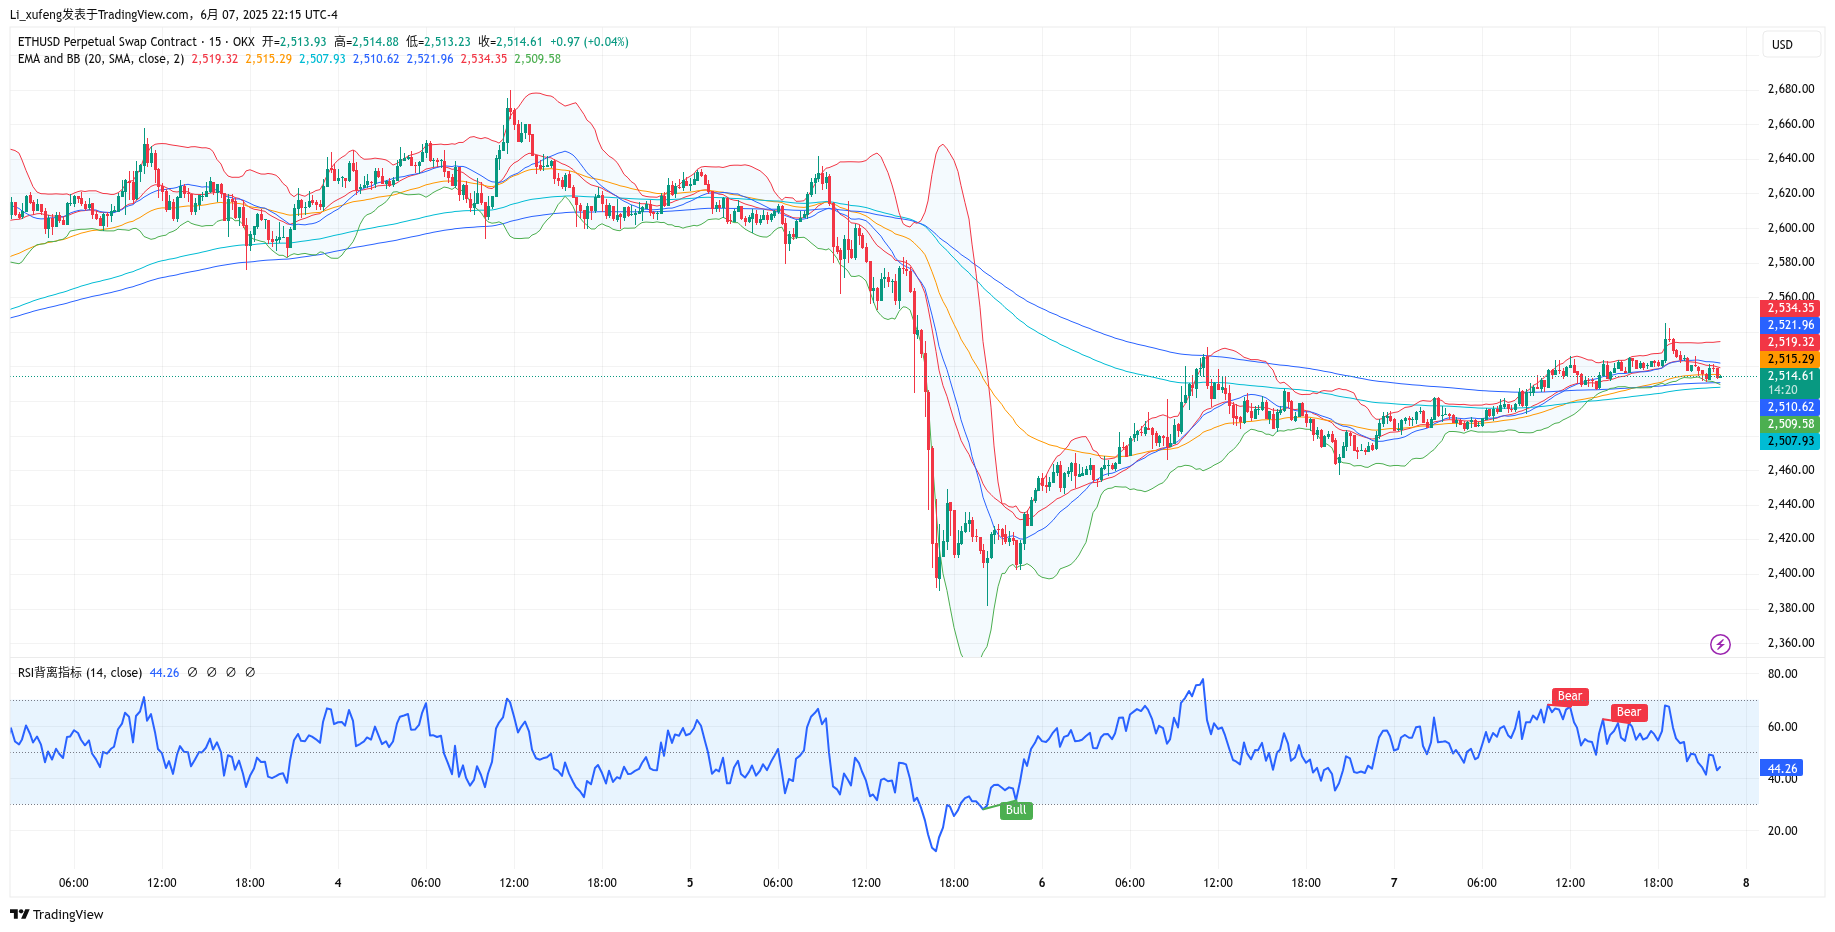 Li_xufeng发表于TradingView.com，6月 07, 2025 22:15 UTC-4
ETHUSD Perpetual Swap Contract · 15 · OKX 开=2,513.93 高=2,514.88 低=2,513.23 收=2,514.61 +0.97 (+0.04%)
EMA and BB (20, SMA, close, 2) 2,519.32 2,515.29 2,507.93 2,510.62 2,521.96 2,534.35 2,509.58
USD
2,680.00
2,660.00
2,640.00
2,620.00
2,600.00
2,580.00
2,560.00
2,534.35
2,521.96
2,519.32
2,515.29
2,514.61
14:20
2,510.62
2,509.58
2,507.93
2,460.00
2,440.00
2,420.00
2,400.00
2,380.00
2,360.00
RSI背离指标 (14, close) 44.26 ∅ ∅ ∅ ∅
80.00
Bear
Bear
60.00
44.26
40.00
Bull
20.00
06:00 12:00 18:00 4 06:00 12:00 18:00 5 06:00 12:00 18:00 6 06:00 12:00 18:00 7 06:00 12:00 18:00 8
TradingView